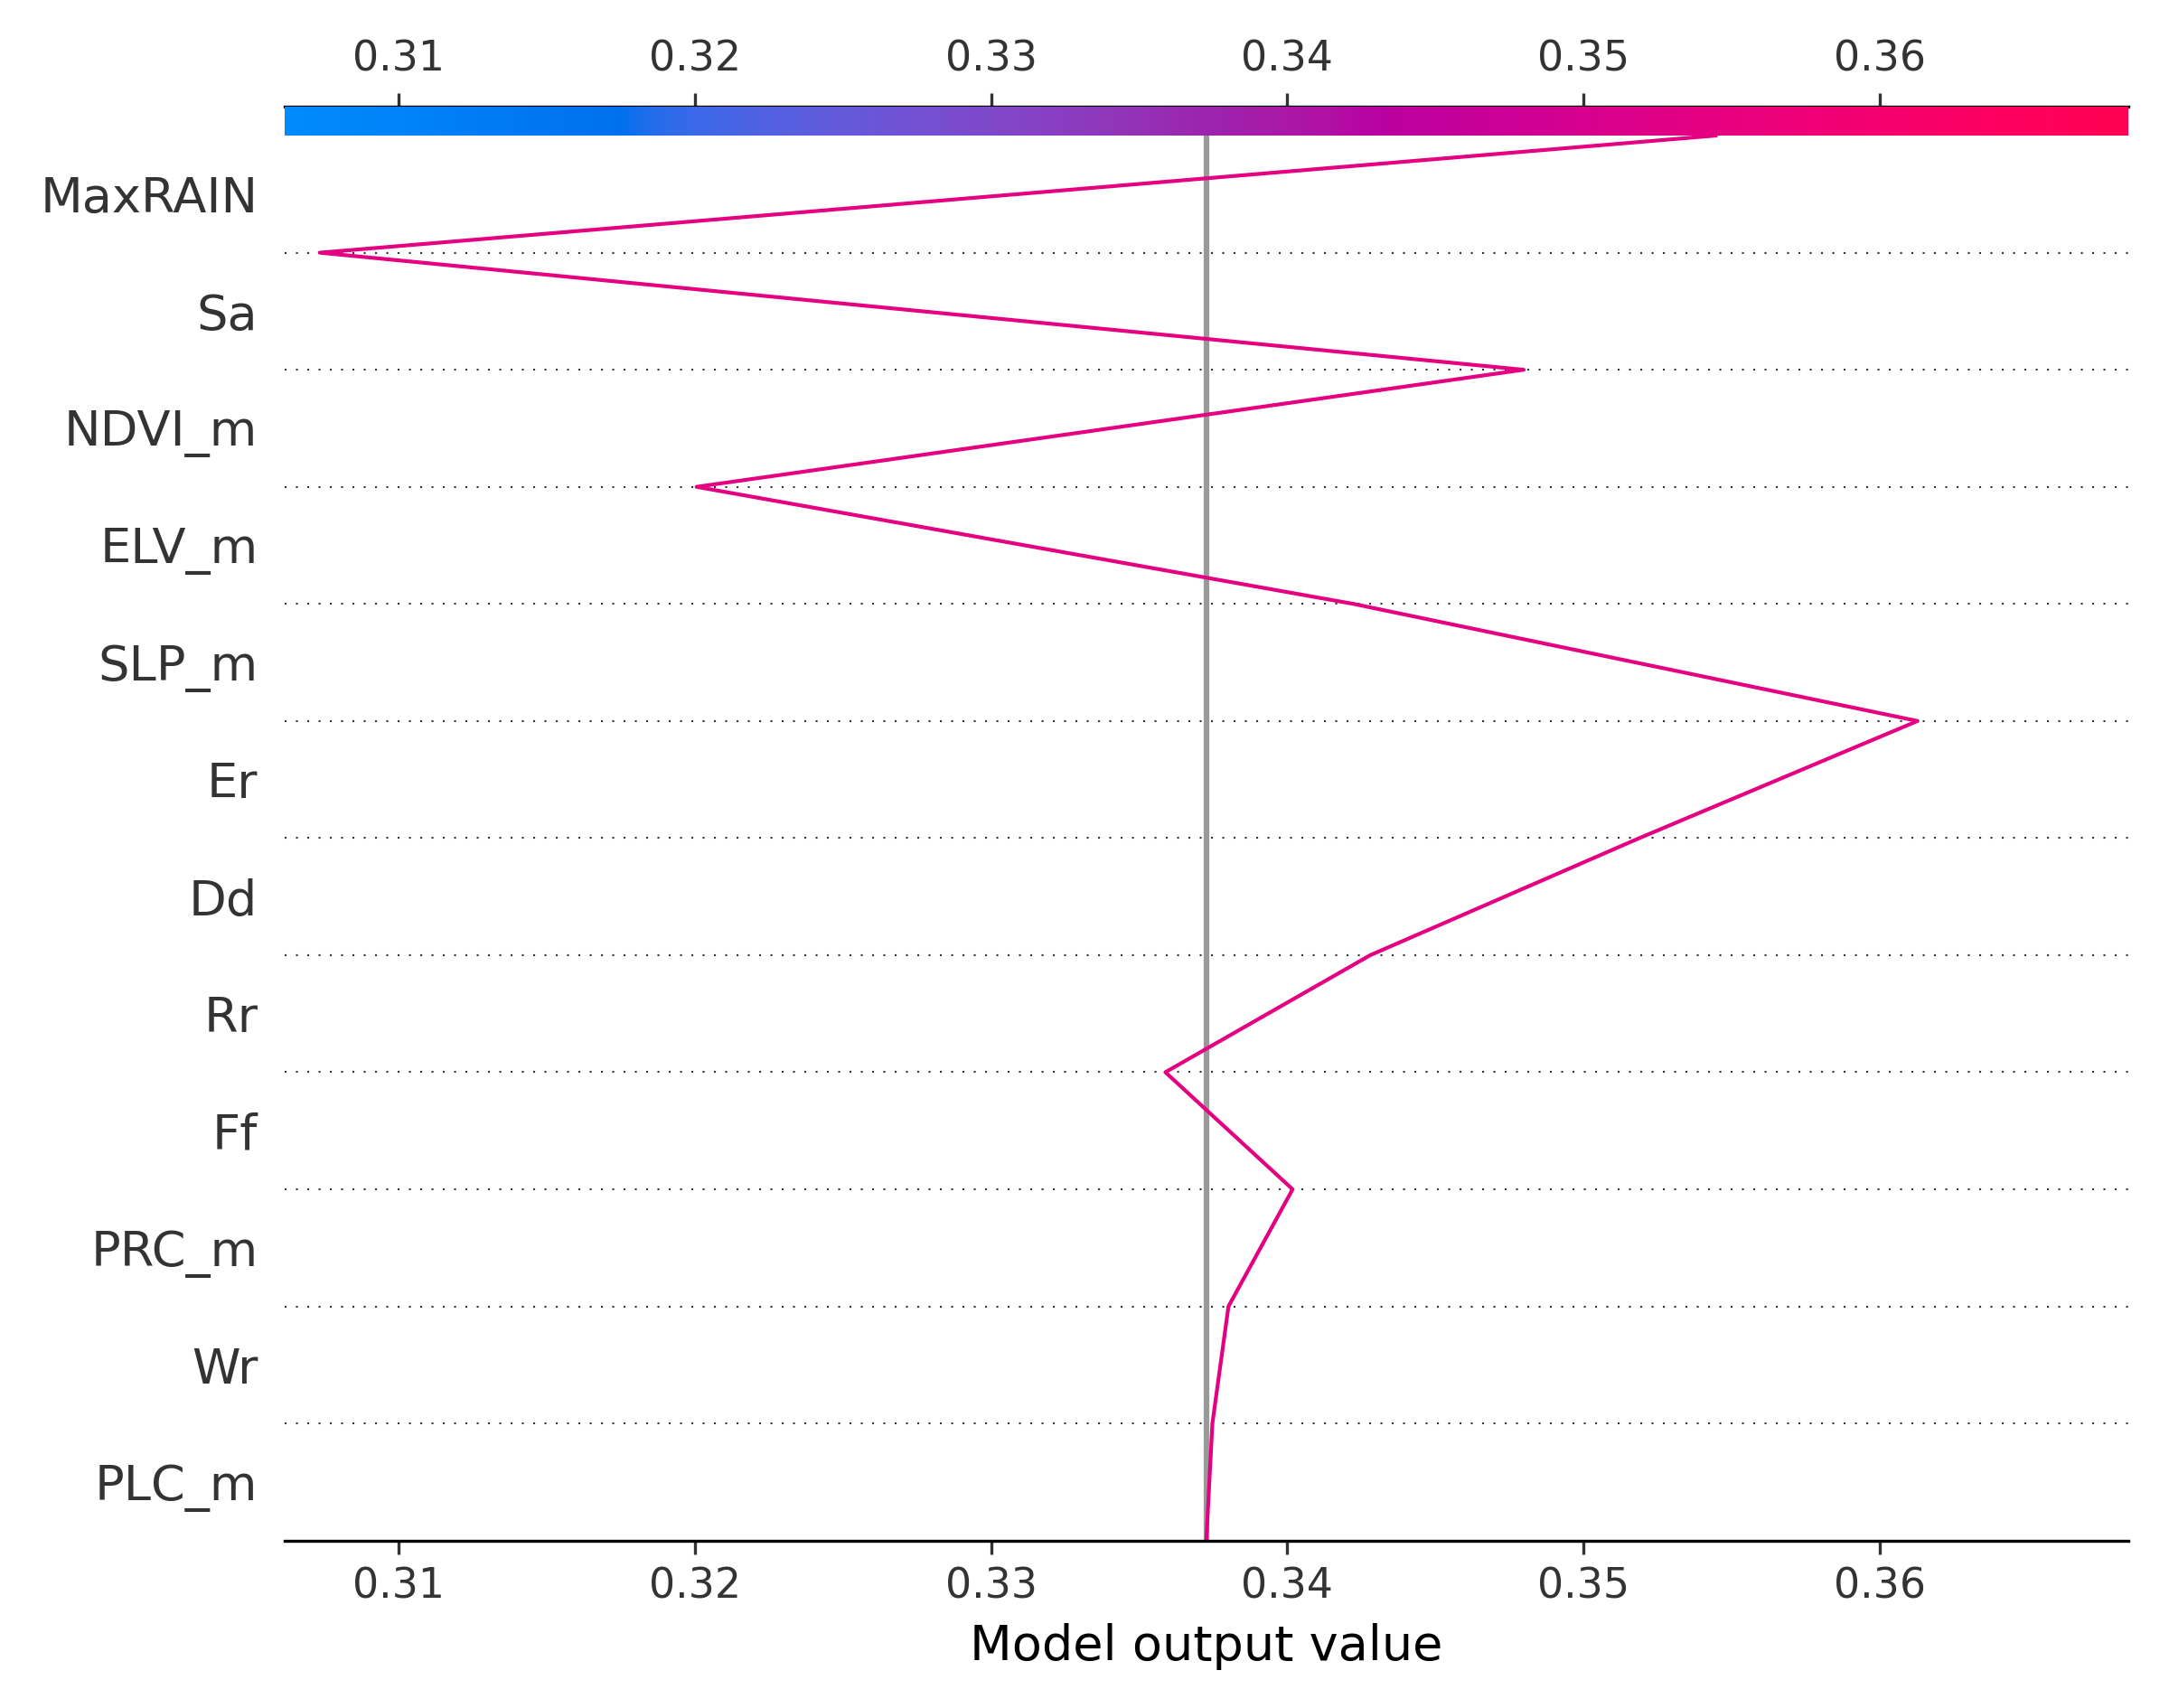 0.31 0.32 0.33 0.34 0.35 0.36
MaxRAIN
Sa
NDVI_m
ELV_m
SLP_m
Er
Dd
Rr
Ff
PRC_m
Wr
PLC_m
0.31 0.32 0.33 0.34 0.35 0.36
Model output value